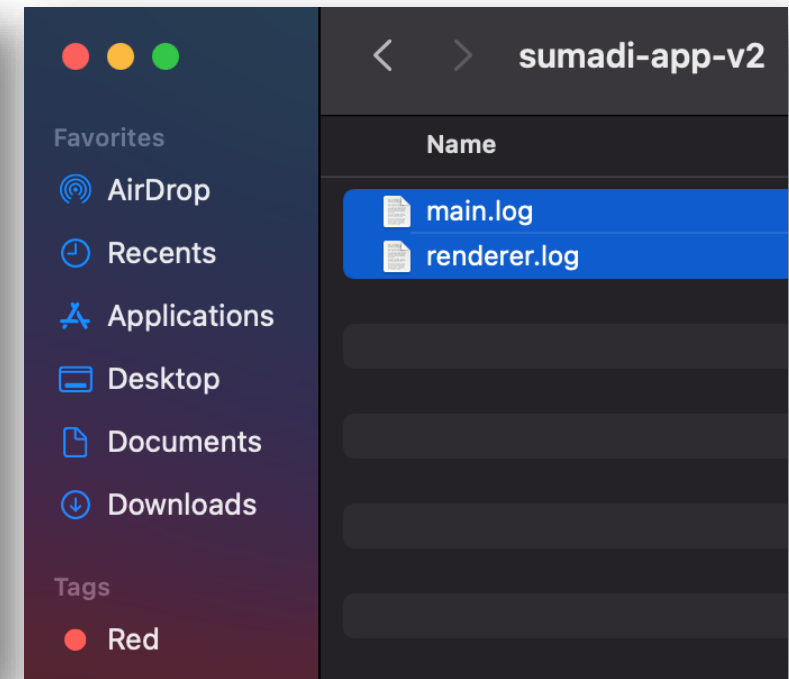 Favorites
AirDrop
Recents
Applications
Desktop
Documents
Downloads
Tags
Red
sumadi-app-v2
Name
main.log
renderer.log